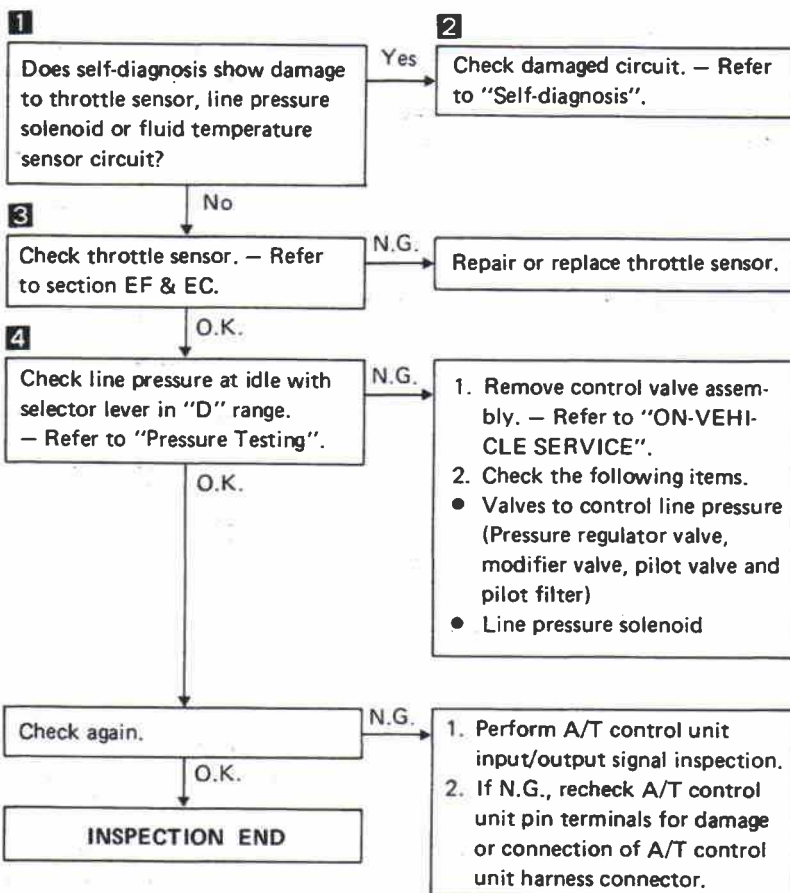 1
Does self-diagnosis show damage
to throttle sensor, line pressure
solenoid or fluid temperature
sensor circuit?
Yes
2
Check damaged circuit. — Refer
to "Self-diagnosis".
No
3
Check throttle sensor. — Refer
to section EF & EC.
N.G.
Repair or replace throttle sensor.
O.K.
4
Check line pressure at idle with
selector lever in "D" range.
— Refer to "Pressure Testing".
N.G.
1. Remove control valve assem-
bly. — Refer to "ON-VEHI-
CLE SERVICE".
2. Check the following items.
● Valves to control line pressure
(Pressure regulator valve,
modifier valve, pilot valve and
pilot filter)
● Line pressure solenoid
O.K.
Check again.
N.G.
1. Perform A/T control unit
input/output signal inspection.
2. If N.G., recheck A/T control
unit pin terminals for damage
or connection of A/T control
unit harness connector.
O.K.
INSPECTION END